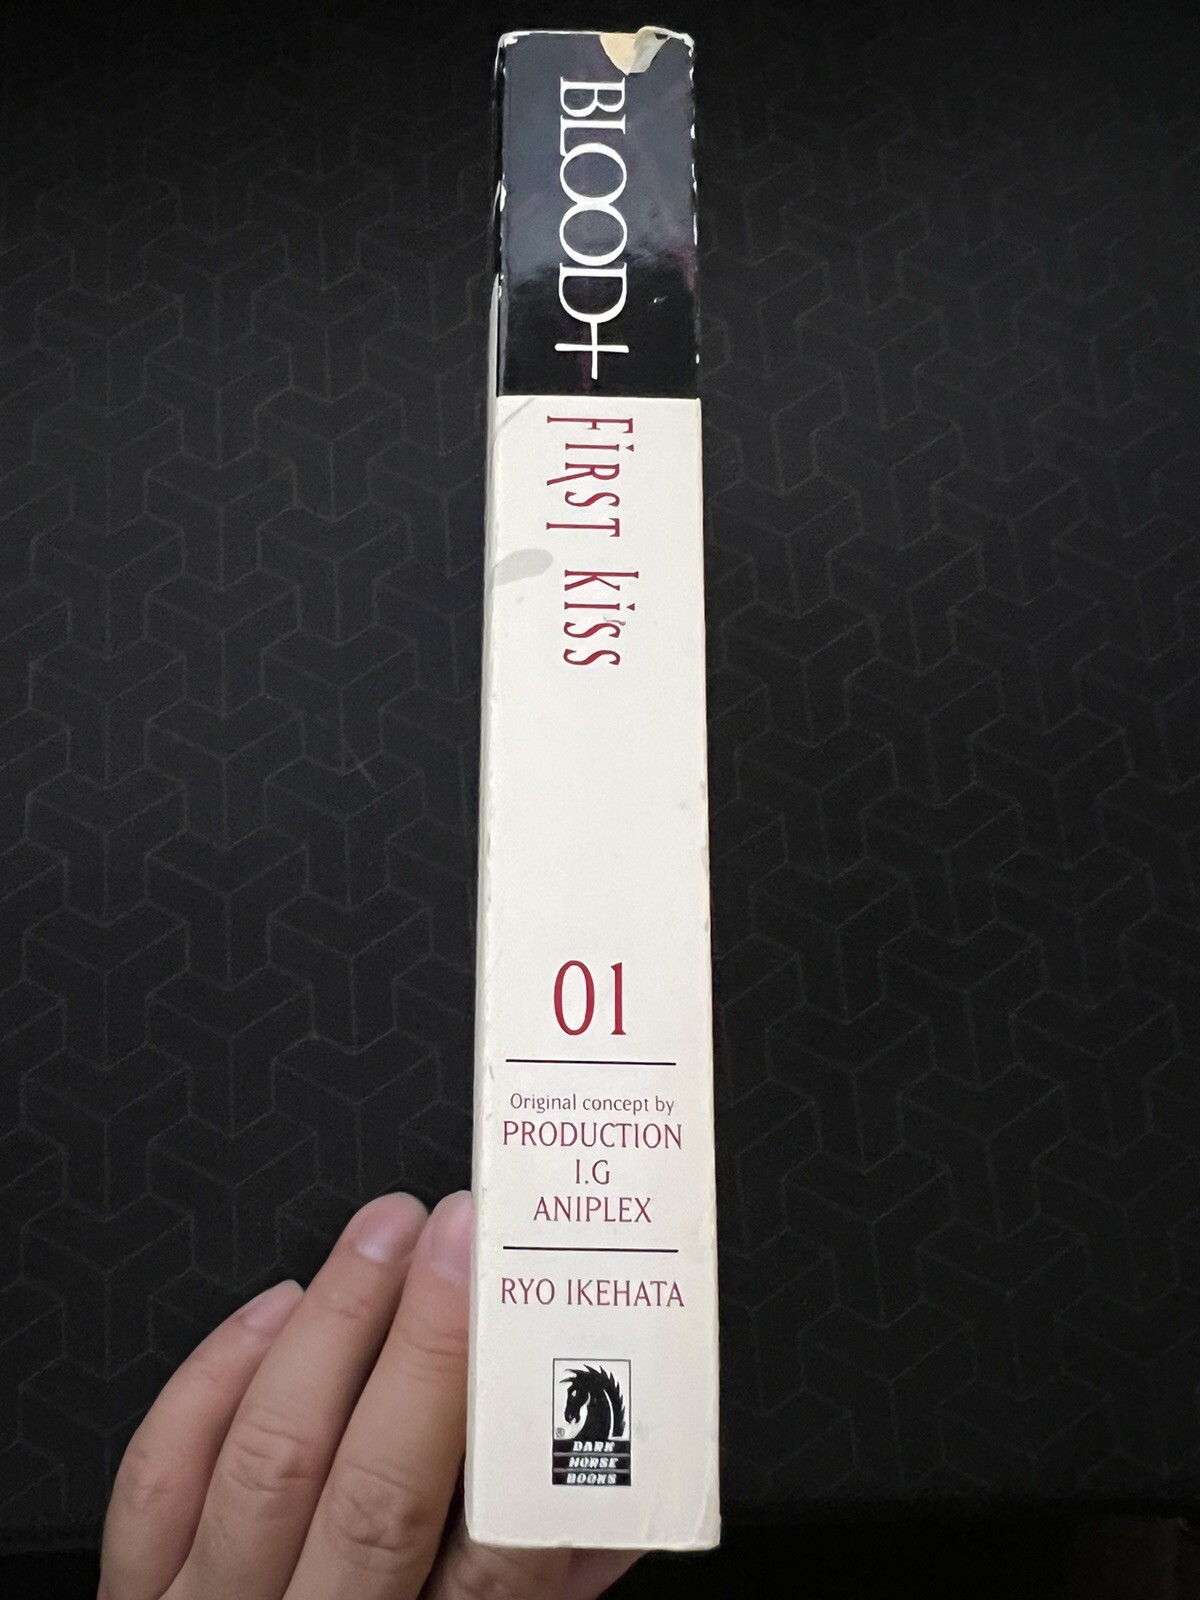 BLOOD+
FiRST KiSS
01
Original concept by
PRODUCTION
I.G
ANIPLEX
RYO IKEHATA
®
DARK
HORSE
BOOKS